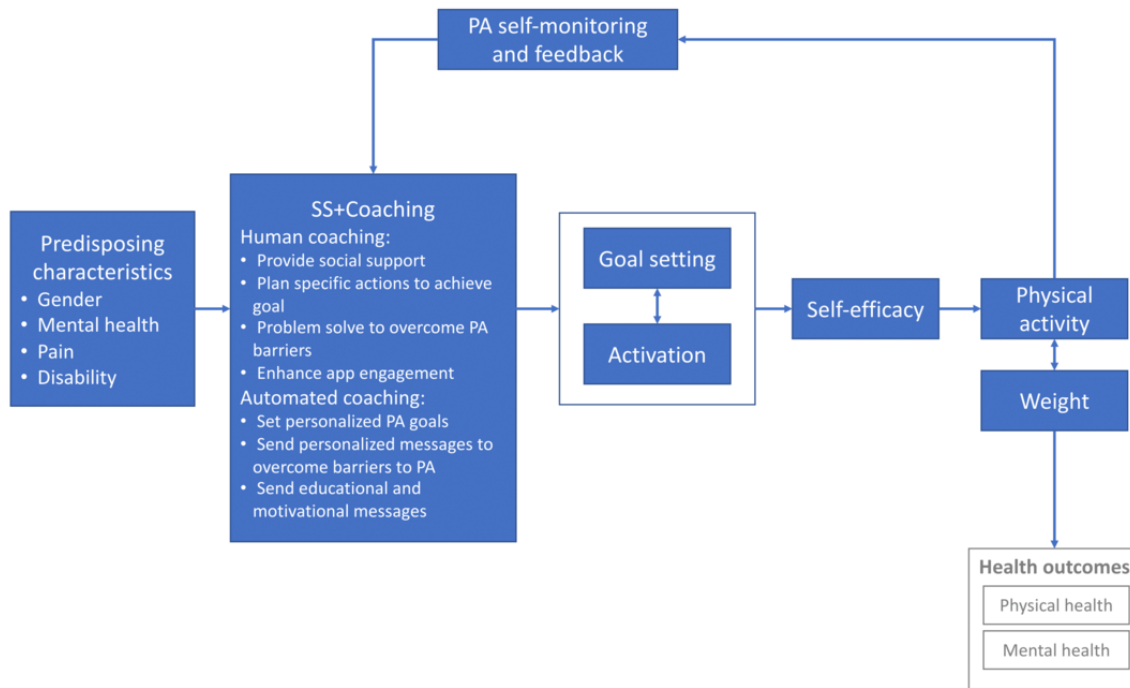 PA self-monitoring
and feedback
Predisposing
characteristics
• Gender
• Mental health
• Pain
• Disability
SS+Coaching
Human coaching:
• Provide social support
• Plan specific actions to achieve
goal
• Problem solve to overcome PA
barriers
• Enhance app engagement
Automated coaching:
• Set personalized PA goals
• Send personalized messages to
overcome barriers to PA
• Send educational and
motivational messages
Goal setting
Activation
Self-efficacy
Physical
activity
Weight
Health outcomes
Physical health
Mental health